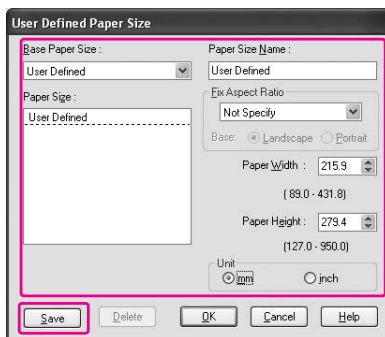 User Defined Paper Size
Base Paper Size :
User Defined
Paper Size :
User Defined
Paper Size Name :
User Defined
Fix Aspect Ratio
Not Specify
Base: Landscape Portrait
Paper Width : 215.9
( 89.0 - 431.8)
Paper Height : 279.4
(127.0 - 950.0)
Unit
mm inch
Save Delete OK Cancel Help